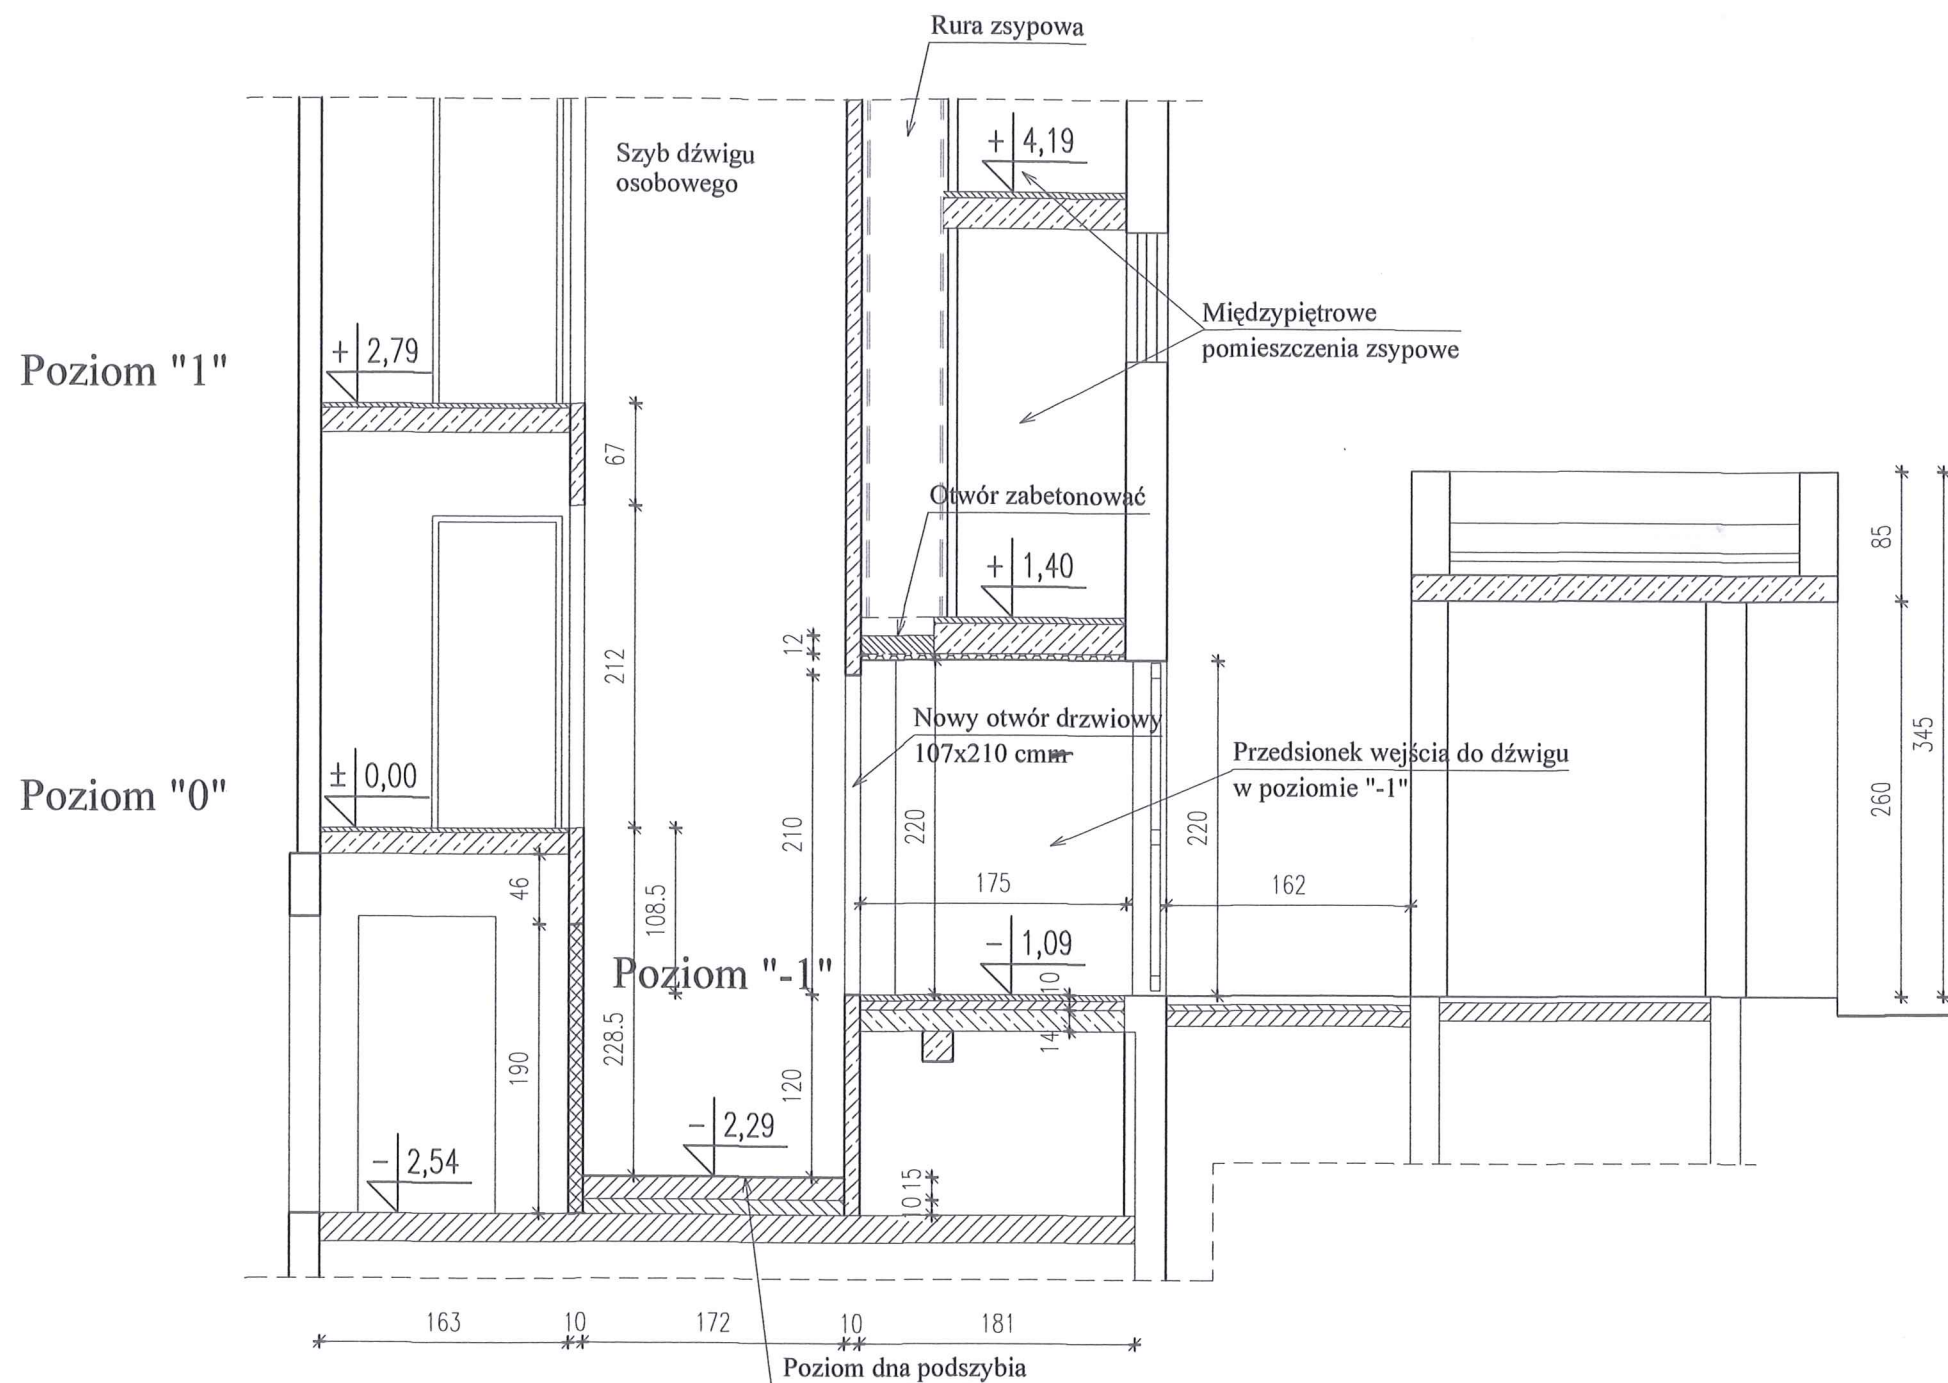 Rura zsypowa
Szyb dźwigu
osobowego
+ 4,19
Międzypiętrowe
pomieszczenia zsypowe
Poziom "1"
+ 2,79
67
Otwór zabetonować
85
+ 1,40
12
212
345
Nowy otwór drzwiowy
107x210 cmm
Przedsionek wejścia do dźwigu
w poziomie "-1"
Poziom "0"
± 0,00
260
210
220
220
46
108.5
175
162
Poziom "-1"
- 1,09
10
14
228.5
190
120
- 2,29
- 2,54
15
10
163
10
172
10
181
Poziom dna podszybia